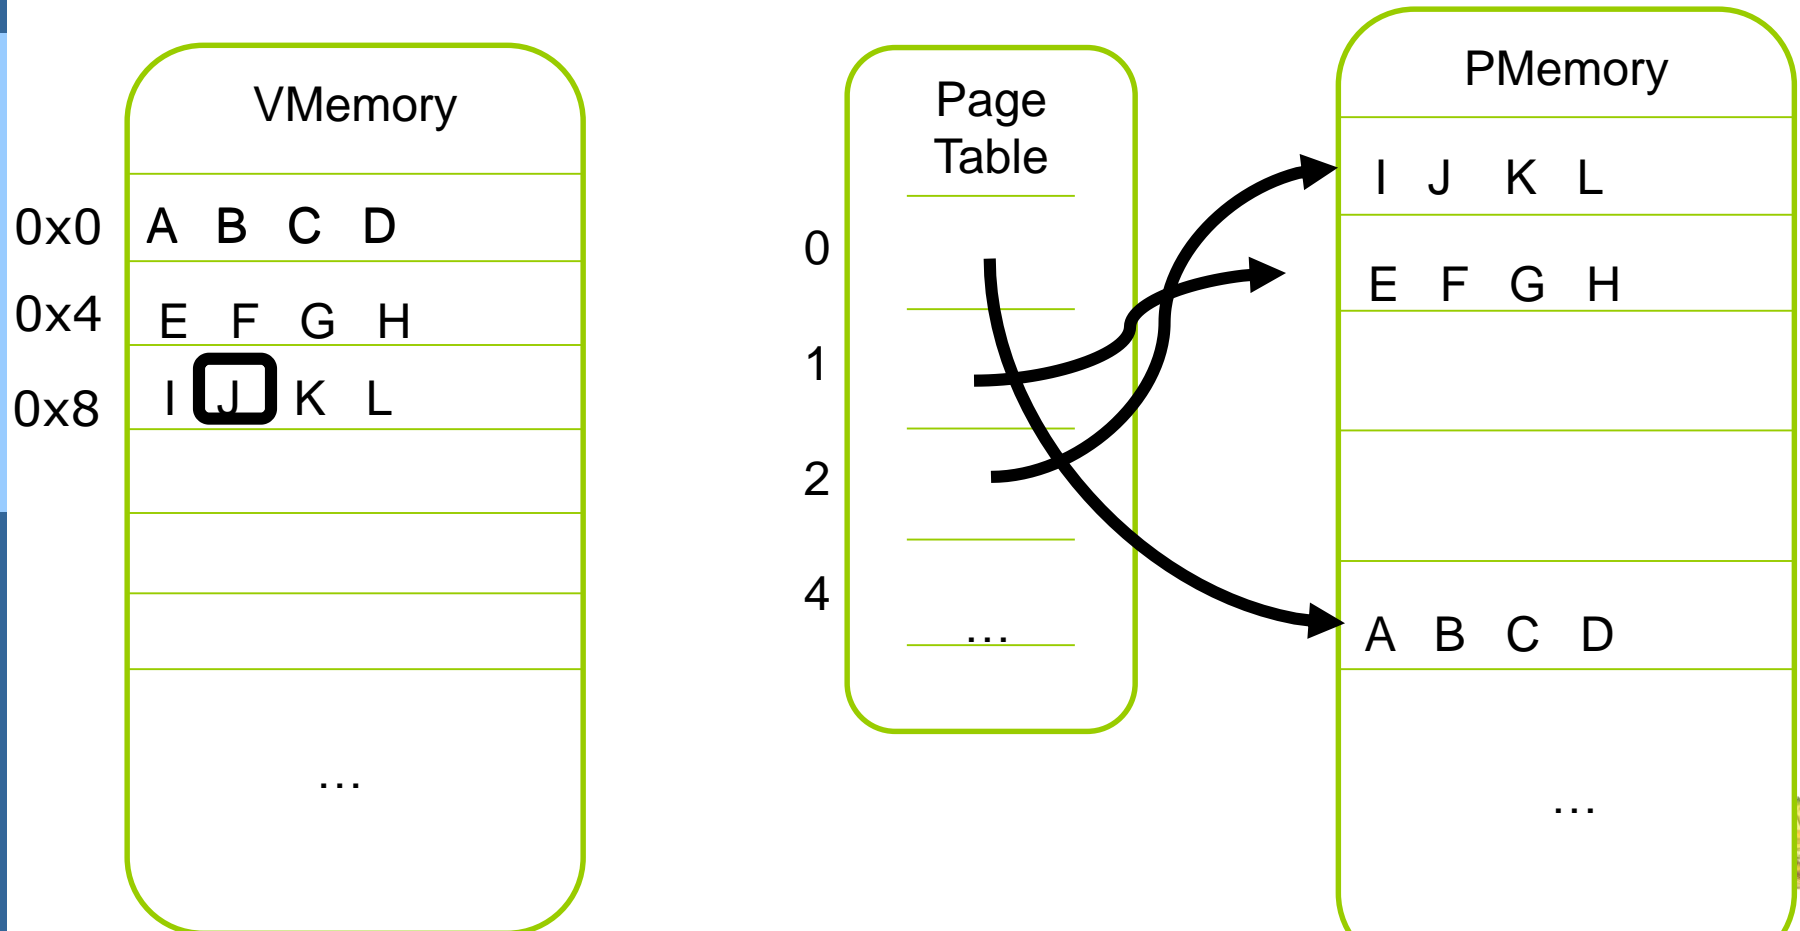 VMemory
0x0 A B C D
0x4 E F G H
0x8 I J K L
...
Page
Table
0
1
2
4
...
PMemory
I J K L
E F G H
A B C D
...